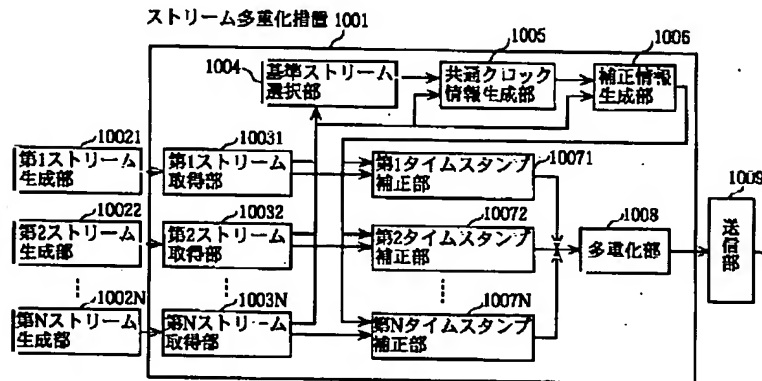 ストリーム多重化措置 1001
1004
基準ストリーム
選択部
1005
共通クロック
情報生成部
1006
補正情報
生成部
10021
第1ストリーム
生成部
10031
第1ストリーム
取得部
10071
第1タイムスタンプ
補正部
10022
第2ストリーム
生成部
10032
第2ストリーム
取得部
10072
第2タイムスタンプ
補正部
1008
多重化部
1009
送信部
1002N
第Nストリーム
生成部
1003N
第Nストリーム
取得部
1007N
第Nタイムスタンプ
補正部